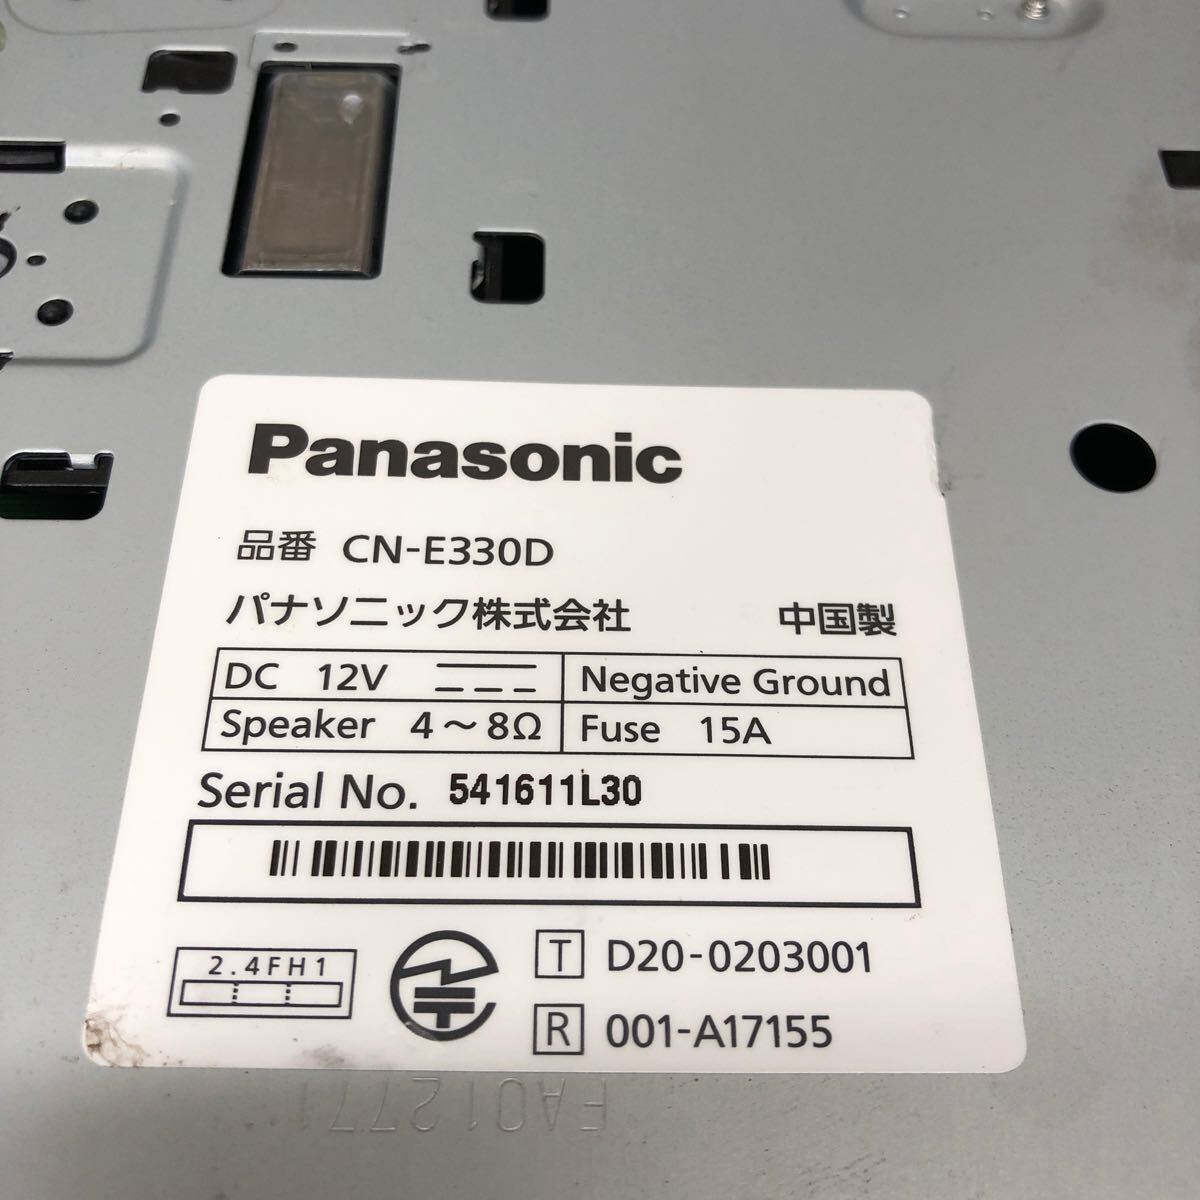 Panasonic
品番 CN-E330D
パナソニック株式会社 中国製
DC 12V Negative Ground
Speaker 4～8Ω Fuse 15A
Serial No. 541611L30
2.4FH1
T D20-0203001
R 001-A17155
FA012771